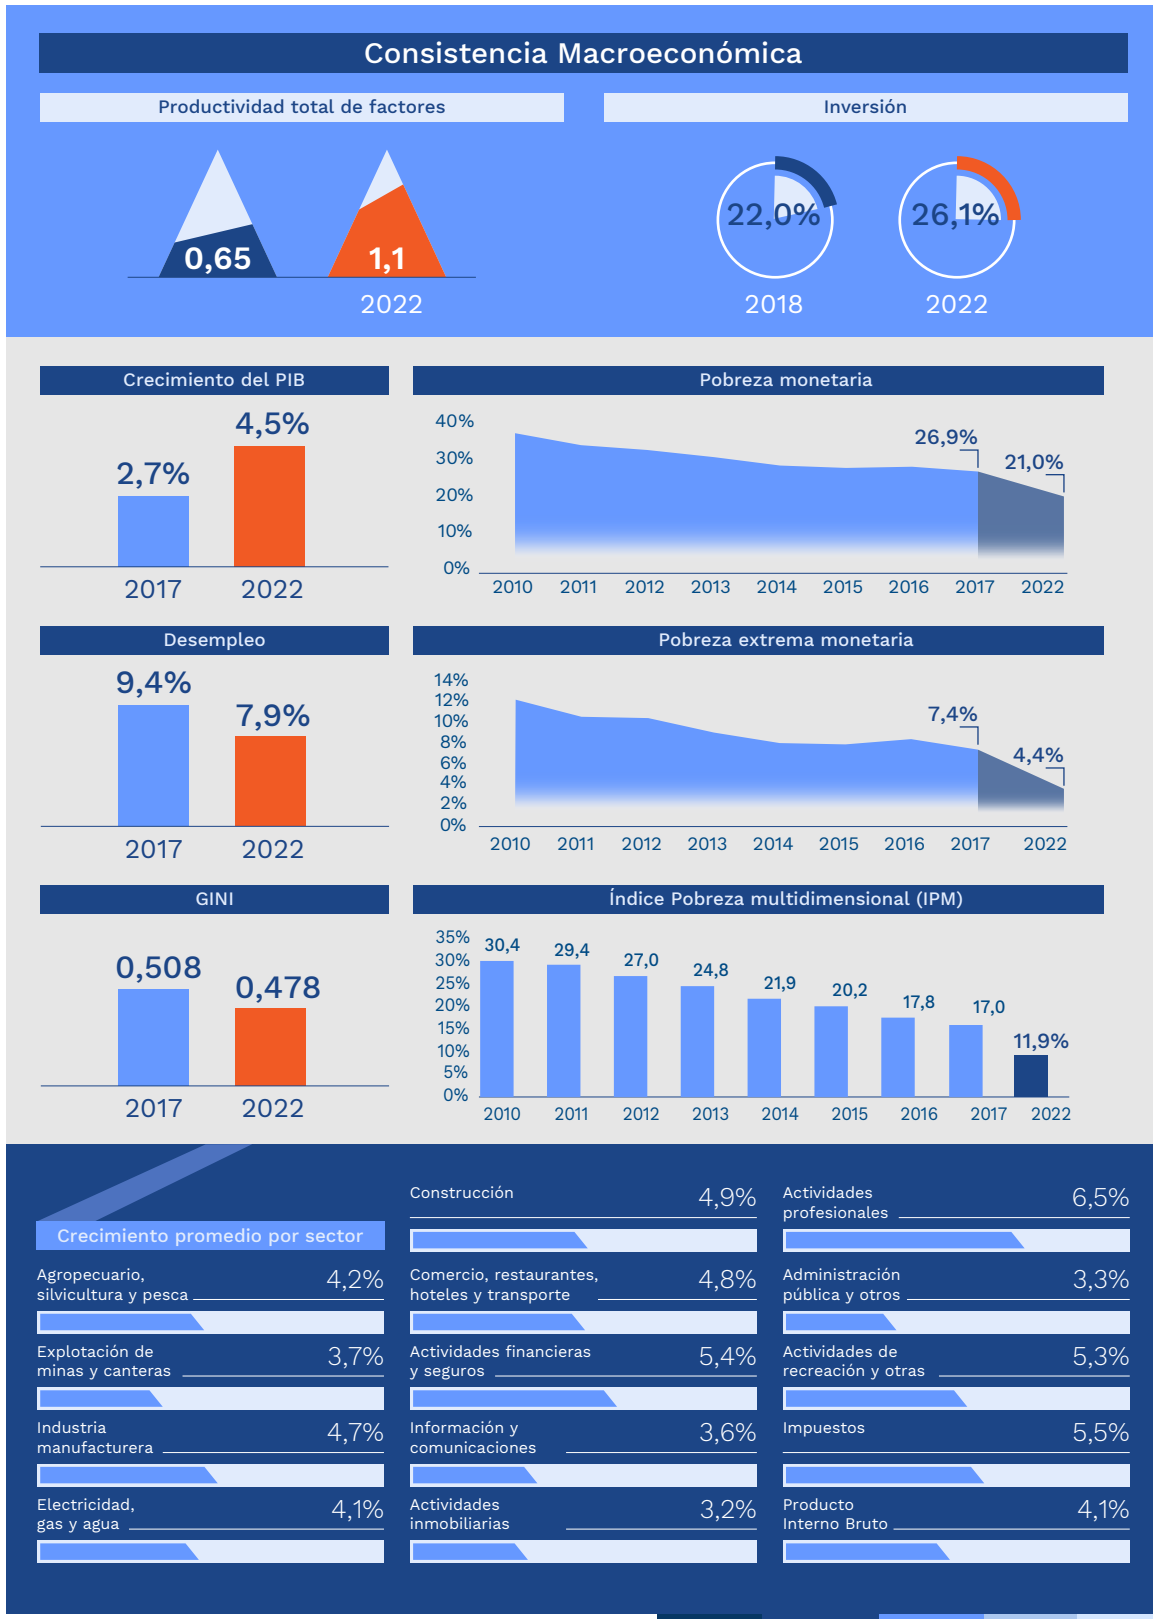 Consistencia Macroeconómica
Productividad total de factores
0,65
1,1
2022
Inversión
22,0%
26,1%
2018
2022
Crecimiento del PIB
4,5%
2,7%
2017
2022
Pobreza monetaria
40%
30%
20%
10%
0%
26,9%
21,0%
2010 2011 2012 2013 2014 2015 2016 2017 2022
Desempleo
9,4%
7,9%
2017
2022
Pobreza extrema monetaria
14%
12%
10%
8%
6%
4%
2%
0%
7,4%
4,4%
2010 2011 2012 2013 2014 2015 2016 2017 2022
GINI
0,508
0,478
2017
2022
Índice Pobreza multidimensional (IPM)
35%
30%
25%
20%
15%
10%
5%
0%
30,4
29,4
27,0
24,8
21,9
20,2
17,8
17,0
11,9%
2010 2011 2012 2013 2014 2015 2016 2017 2022
Crecimiento promedio por sector
Agropecuario,
silvicultura y pesca
4,2%
Explotación de
minas y canteras
3,7%
Industria
manufacturera
4,7%
Electricidad,
gas y agua
4,1%
Construcción
4,9%
Comercio, restaurantes,
hoteles y transporte
4,8%
Actividades financieras
y seguros
5,4%
Información y
comunicaciones
3,6%
Actividades
inmobiliarias
3,2%
Actividades
profesionales
6,5%
Administración
pública y otros
3,3%
Actividades de
recreación y otras
5,3%
Impuestos
5,5%
Producto
Interno Bruto
4,1%